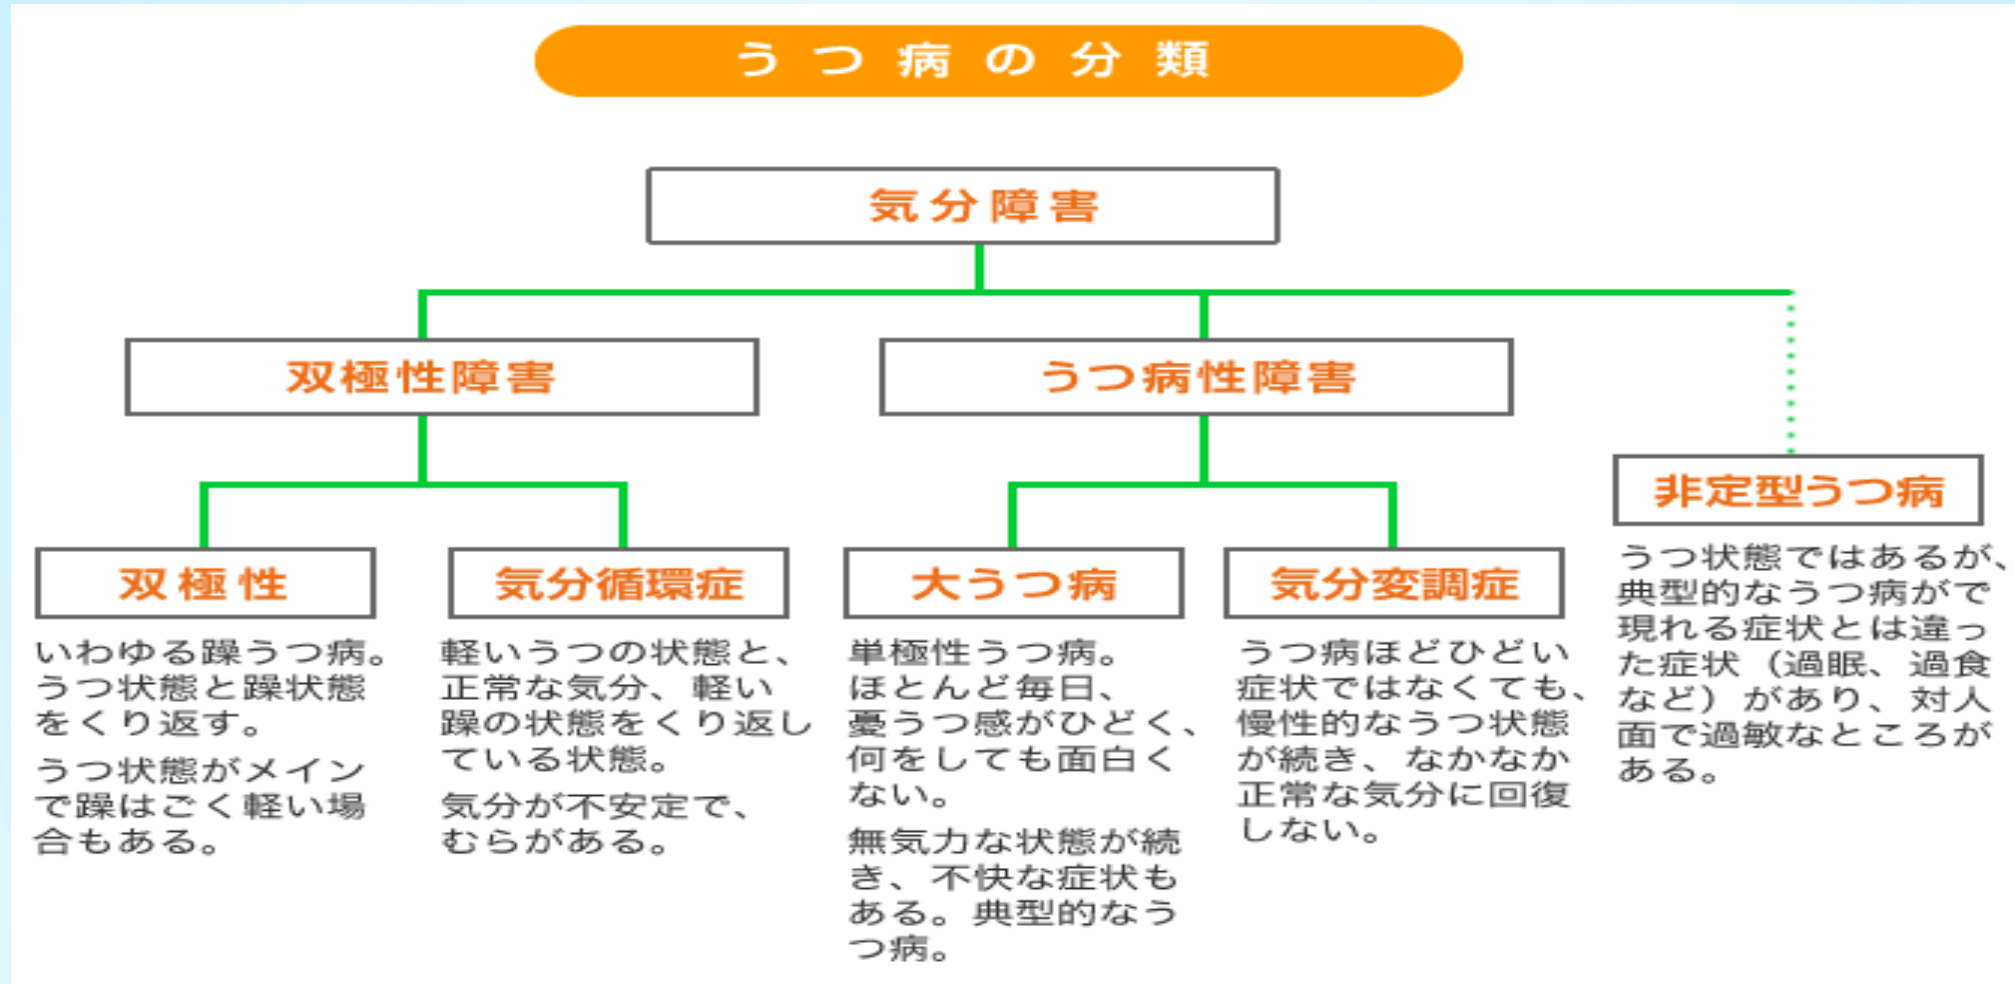 うつ病の分類
気分障害
双極性障害
うつ病性障害
非定型うつ病
うつ状態ではあるが、
典型的なうつ病がで
現れる症状とは違っ
た症状（過眠、過食
など）があり、対人
面で過敏なところが
ある。
双極性
いわゆる躁うつ病。
うつ状態と躁状態
をくり返す。
うつ状態がメイン
で躁はごく軽い場
合もある。
気分循環症
軽いうつの状態と、
正常な気分、軽い
躁の状態をくり返し
ている状態。
気分が不安定で、
むらがある。
大うつ病
単極性うつ病。
ほとんど毎日、
憂うつ感がひどく、
何をしても面白く
ない。
無気力な状態が続
き、不快な症状も
ある。典型的なう
つ病。
気分変調症
うつ病ほどひどい
症状ではなくても、
慢性的なうつ状態
が続き、なかなか
正常な気分に回復
しない。